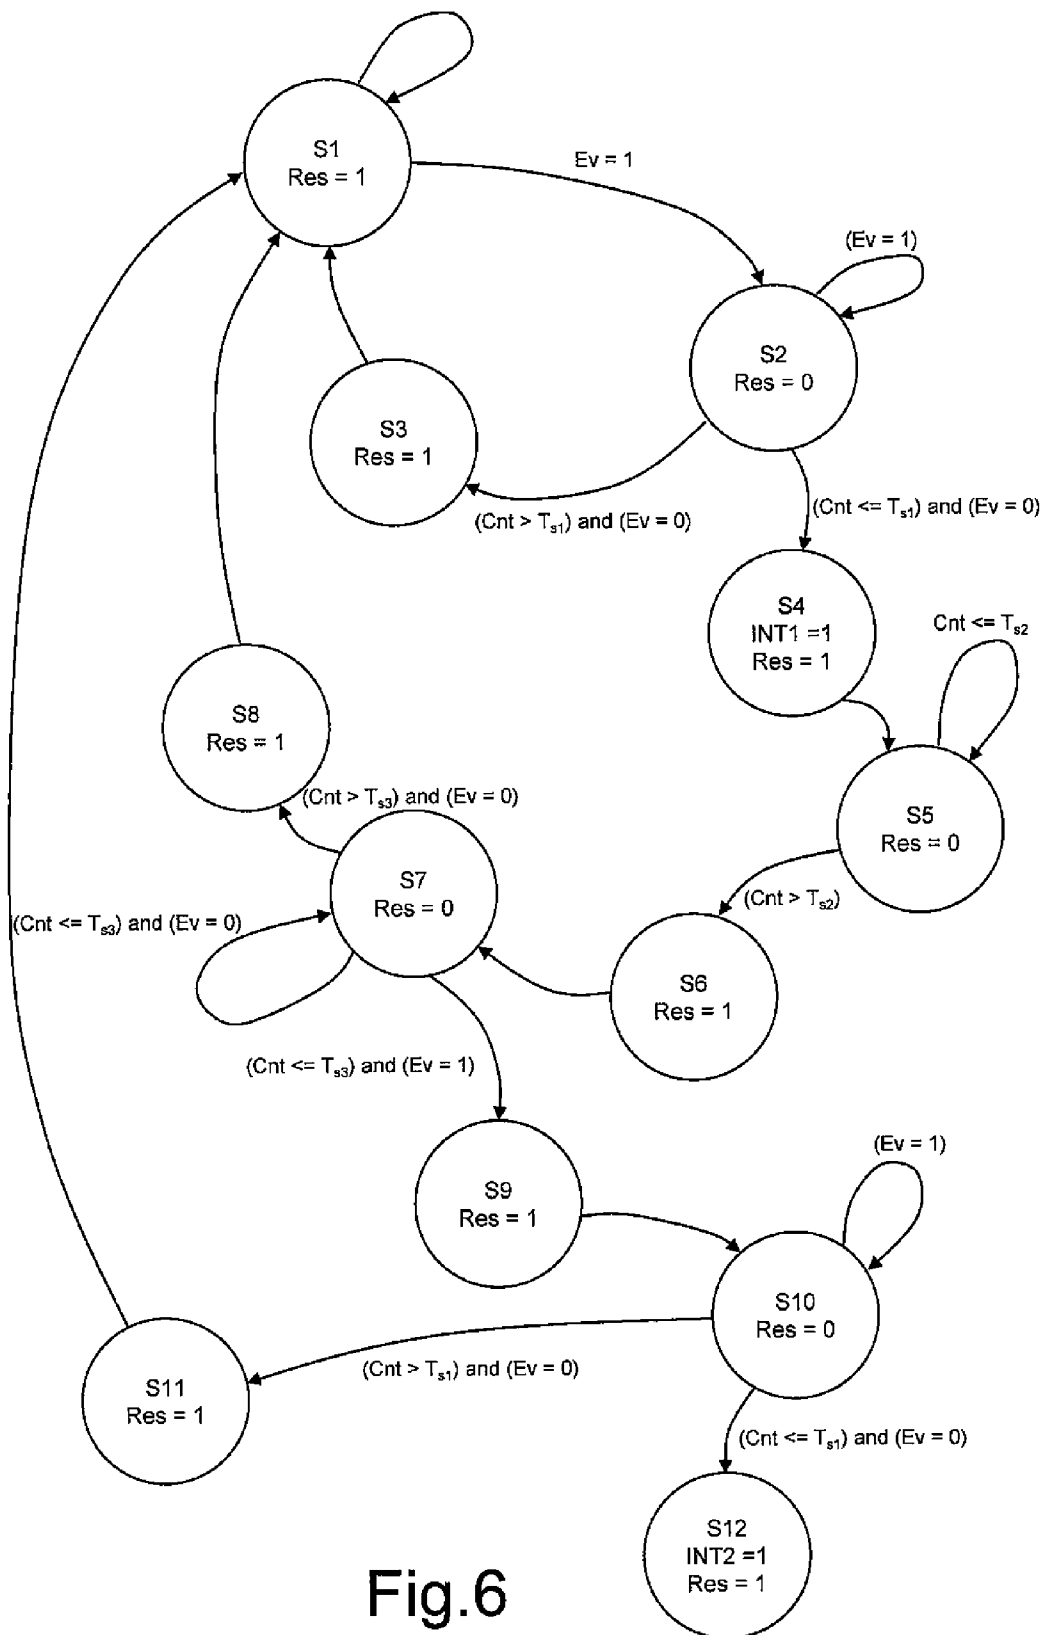 S1
Res = 1
Ev = 1
(Ev = 1)
S2
Res = 0
S3
Res = 1
(Cnt > Ts1) and (Ev = 0)
(Cnt <= Ts1) and (Ev = 0)
S4
INT1 =1
Res = 1
Cnt <= Ts2
S5
Res = 0
S8
Res = 1
(Cnt > Ts3) and (Ev = 0)
S7
Res = 0
(Cnt > Ts2)
(Cnt <= Ts3) and (Ev = 0)
S6
Res = 1
(Cnt <= Ts3) and (Ev = 1)
S9
Res = 1
(Ev = 1)
S10
Res = 0
(Cnt > Ts1) and (Ev = 0)
S11
Res = 1
(Cnt <= Ts1) and (Ev = 0)
S12
INT2 =1
Res = 1
Fig.6